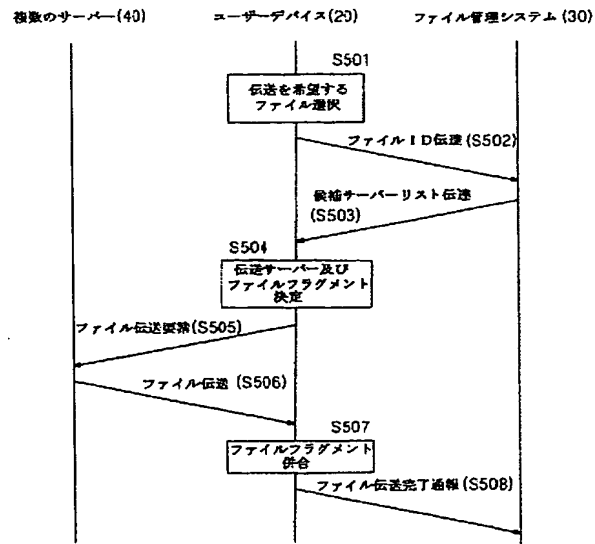 複数のサーバー(40)
ユーザーデバイス(20)
ファイル管理システム(30)
S501
伝送を希望する
ファイル選択
ファイルID伝達(S502)
候補サーバーリスト伝達
(S503)
S504
伝送サーバー及び
ファイルフラグメント
決定
ファイル伝送要請(S505)
ファイル伝送(S506)
S507
ファイルフラグメント
併合
ファイル伝送完了通報(S508)